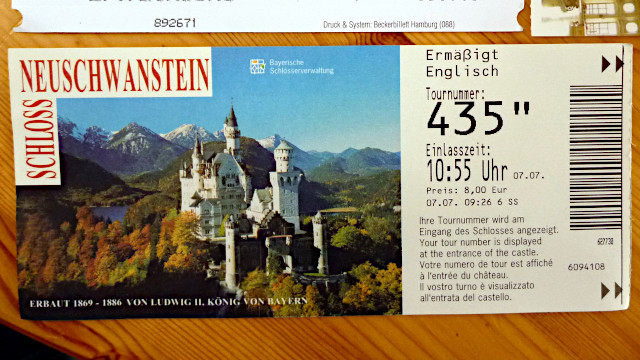 892671
Druck & System: Beckerbillett Hamburg (088)
SCHLOSS
NEUSCHWANSTEIN
Bayerische
Schlösserverwaltung
ERBAUT 1869 - 1886 VON LUDWIG II. KÖNIG VON BAYERN
Ermäßigt
Englisch
Tournummer:
435"
Einlasszeit:
10:55 Uhr 07.07.
Preis: 8,00 Eur
07.07. 09:26 6 SS
Ihre Tournummer wird am
Eingang des Schlosses angezeigt.
Your tour number is displayed
at the entrance of the castle.
Votre numero de tour est affiché
à l'entrée du château.
Il vostro turno è visualizzato
all'entrata del castello.
627738
6094108